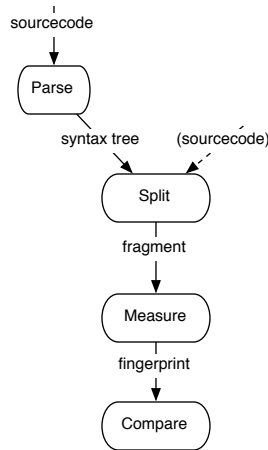 sourcecode
Parse
syntax tree
(sourcecode)
Split
fragment
Measure
fingerprint
Compare